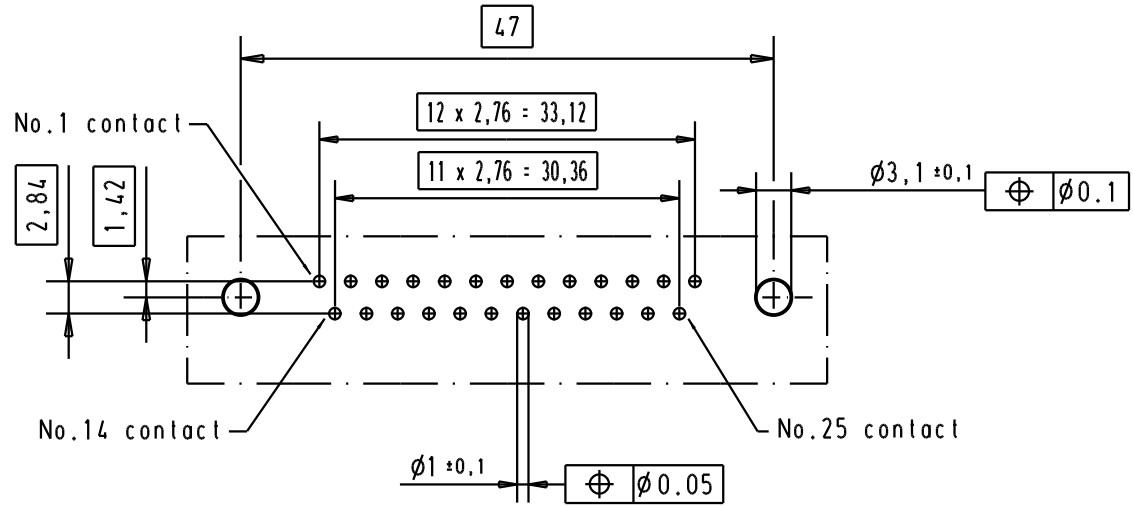 47
12 x 2,76 = 33,12
No.1 contact
11 x 2,76 = 30,36
2,84
1,42
Ø3,1 ±0,1
⌖ Ø0.1
No.14 contact
No.25 contact
Ø1 ±0,1
⌖ Ø0.05